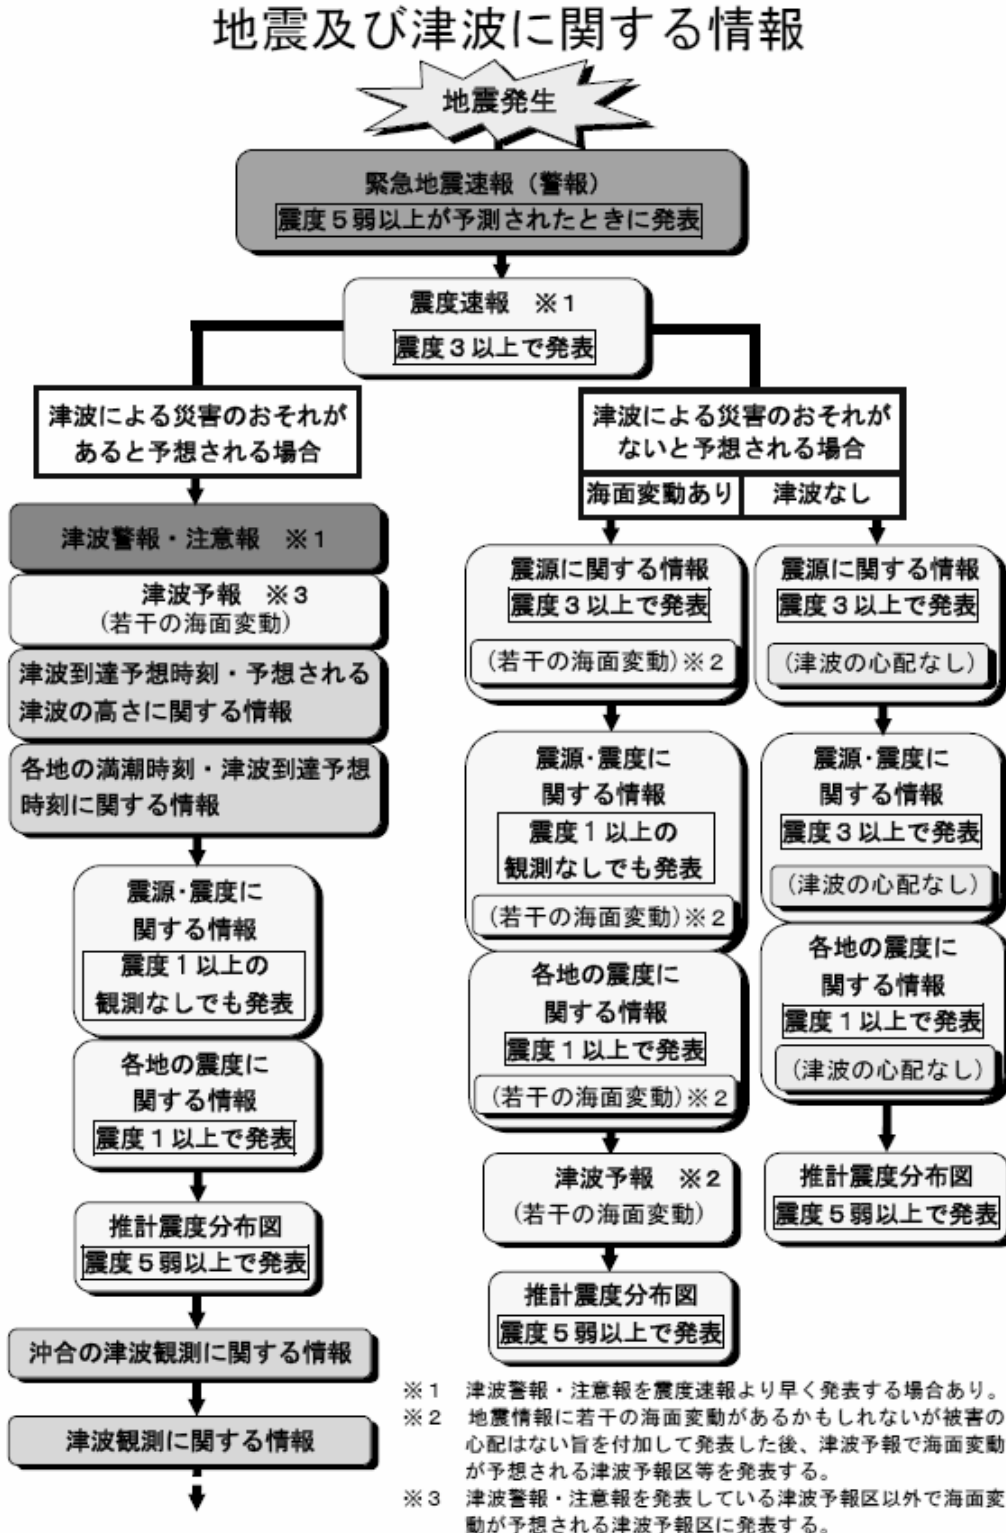 地震及び津波に関する情報
地震発生
緊急地震速報（警報）
震度５弱以上が予測されたときに発表
震度速報　※１
震度３以上で発表
津波による災害のおそれが
あると予想される場合
津波警報・注意報　※１
津波予報　※３
(若干の海面変動)
津波到達予想時刻・予想される
津波の高さに関する情報
各地の満潮時刻・津波到達予想
時刻に関する情報
震源･震度に
関する情報
震度１以上の
観測なしでも発表
各地の震度に
関する情報
震度１以上で発表
推計震度分布図
震度５弱以上で発表
沖合の津波観測に関する情報
津波観測に関する情報
津波による災害のおそれが
ないと予想される場合
海面変動あり
津波なし
震源に関する情報
震度３以上で発表
(若干の海面変動)※２
震源･震度に
関する情報
震度１以上の
観測なしでも発表
(若干の海面変動)※２
各地の震度に
関する情報
震度１以上で発表
(若干の海面変動)※２
津波予報　※２
(若干の海面変動)
推計震度分布図
震度５弱以上で発表
震源に関する情報
震度３以上で発表
(津波の心配なし)
震源･震度に
関する情報
震度３以上で発表
(津波の心配なし)
各地の震度に
関する情報
震度１以上で発表
(津波の心配なし)
推計震度分布図
震度５弱以上で発表
※１　津波警報・注意報を震度速報より早く発表する場合あり。
※２　地震情報に若干の海面変動があるかもしれないが被害の
心配はない旨を付加して発表した後、津波予報で海面変動
が予想される津波予報区等を発表する。
※３　津波警報・注意報を発表している津波予報区以外で海面変
動が予想される津波予報区に発表する。